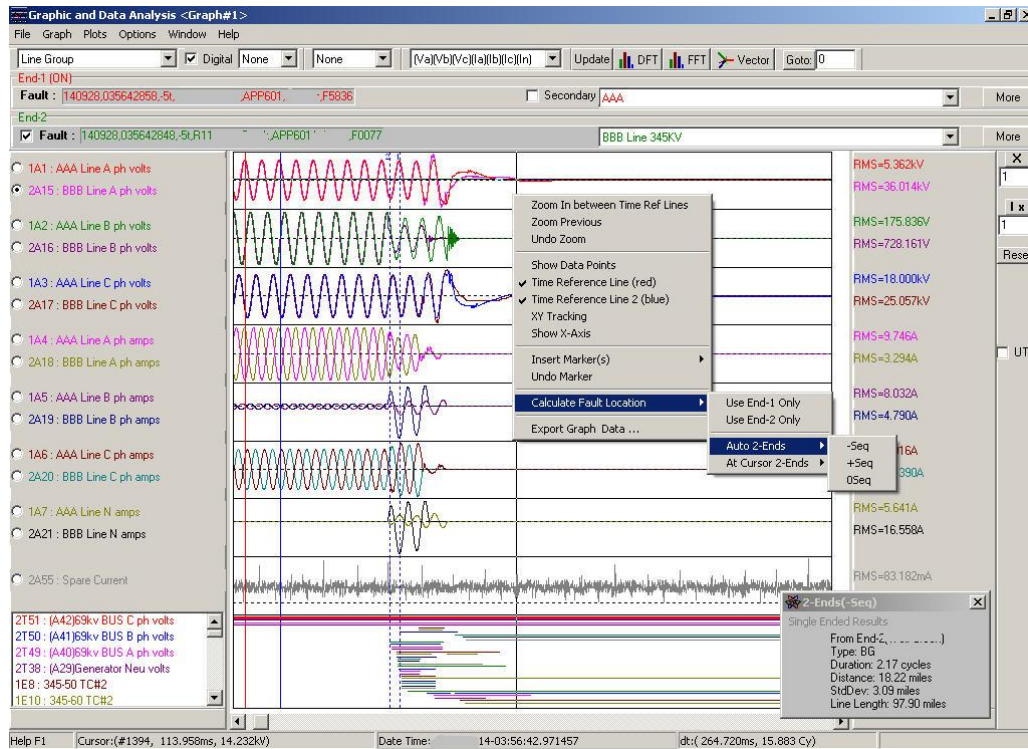 Graphic and Data Analysis <Graph#1>
File Graph Plots Options Window Help
Line Group Digital None None (Va)(Vb)(Vc)(Ia)(Ib)(Ic)(In) Update DFT FFT Vector Goto: 0
End-1 (ON)
Fault : 140928,035642858,-5t, ,APP601, ,F5836 Secondary AAA More
End-2
Fault : 140928,035642848,-5t,R11 ,APP601 ,F0077 BBB Line 345KV More
1A1 : AAA Line A ph volts
2A15 : BBB Line A ph volts
1A2 : AAA Line B ph volts
2A16 : BBB Line B ph volts
1A3 : AAA Line C ph volts
2A17 : BBB Line C ph volts
1A4 : AAA Line A ph amps
2A18 : BBB Line A ph amps
1A5 : AAA Line B ph amps
2A19 : BBB Line B ph amps
1A6 : AAA Line C ph amps
2A20 : BBB Line C ph amps
1A7 : AAA Line N amps
2A21 : BBB Line N amps
2A55 : Spare Current
2T51 : (A42)69kv BUS C ph volts
2T50 : (A41)69kv BUS B ph volts
2T49 : (A40)69kv BUS A ph volts
2T38 : (A29)Generator Neu volts
1E8 : 345-50 TC#2
1E10 : 345-60 TC#2
Zoom In between Time Ref Lines
Zoom Previous
Undo Zoom
Show Data Points
Time Reference Line (red)
Time Reference Line 2 (blue)
XY Tracking
Show X-Axis
Insert Marker(s)
Undo Marker
Calculate Fault Location
Export Graph Data ...
Use End-1 Only
Use End-2 Only
Auto 2-Ends
At Cursor 2-Ends
-Seq
+Seq
0Seq
RMS=5.362kV
RMS=36.014kV
RMS=175.836V
RMS=728.161V
RMS=18.000kV
RMS=25.057kV
RMS=9.746A
RMS=3.294A
RMS=8.032A
RMS=4.790A
16A
390A
RMS=5.641A
RMS=16.558A
RMS=83.182mA
X
1
I x
1
Rese
UT
2-Ends(-Seq)
Single Ended Results
From End-2,
Type: BG
Duration: 2.17 cycles
Distance: 18.22 miles
StdDev: 3.09 miles
Line Length: 97.90 miles
Help F1 Cursor:(#1394, 113.958ms, 14.232kV) Date Time: 14-03:56:42.971457 dt:( 264.720ms, 15.883 Cy)